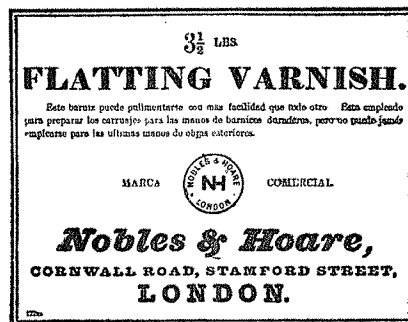 3½ LBS.
FLATTING VARNISH.
Este barniz puede pulimentarse con mas facilidad que todo otro Esta empleado
para preparar los carruajes para las manos de barnices duraderos, pero no puede jamás
emplearse para las ultimas manos de obras exteriores.
MARCA
NOBLES & HOARE
NH
LONDON
COMERCIAL
Nobles & Hoare,
CORNWALL ROAD, STAMFORD STREET,
LONDON.